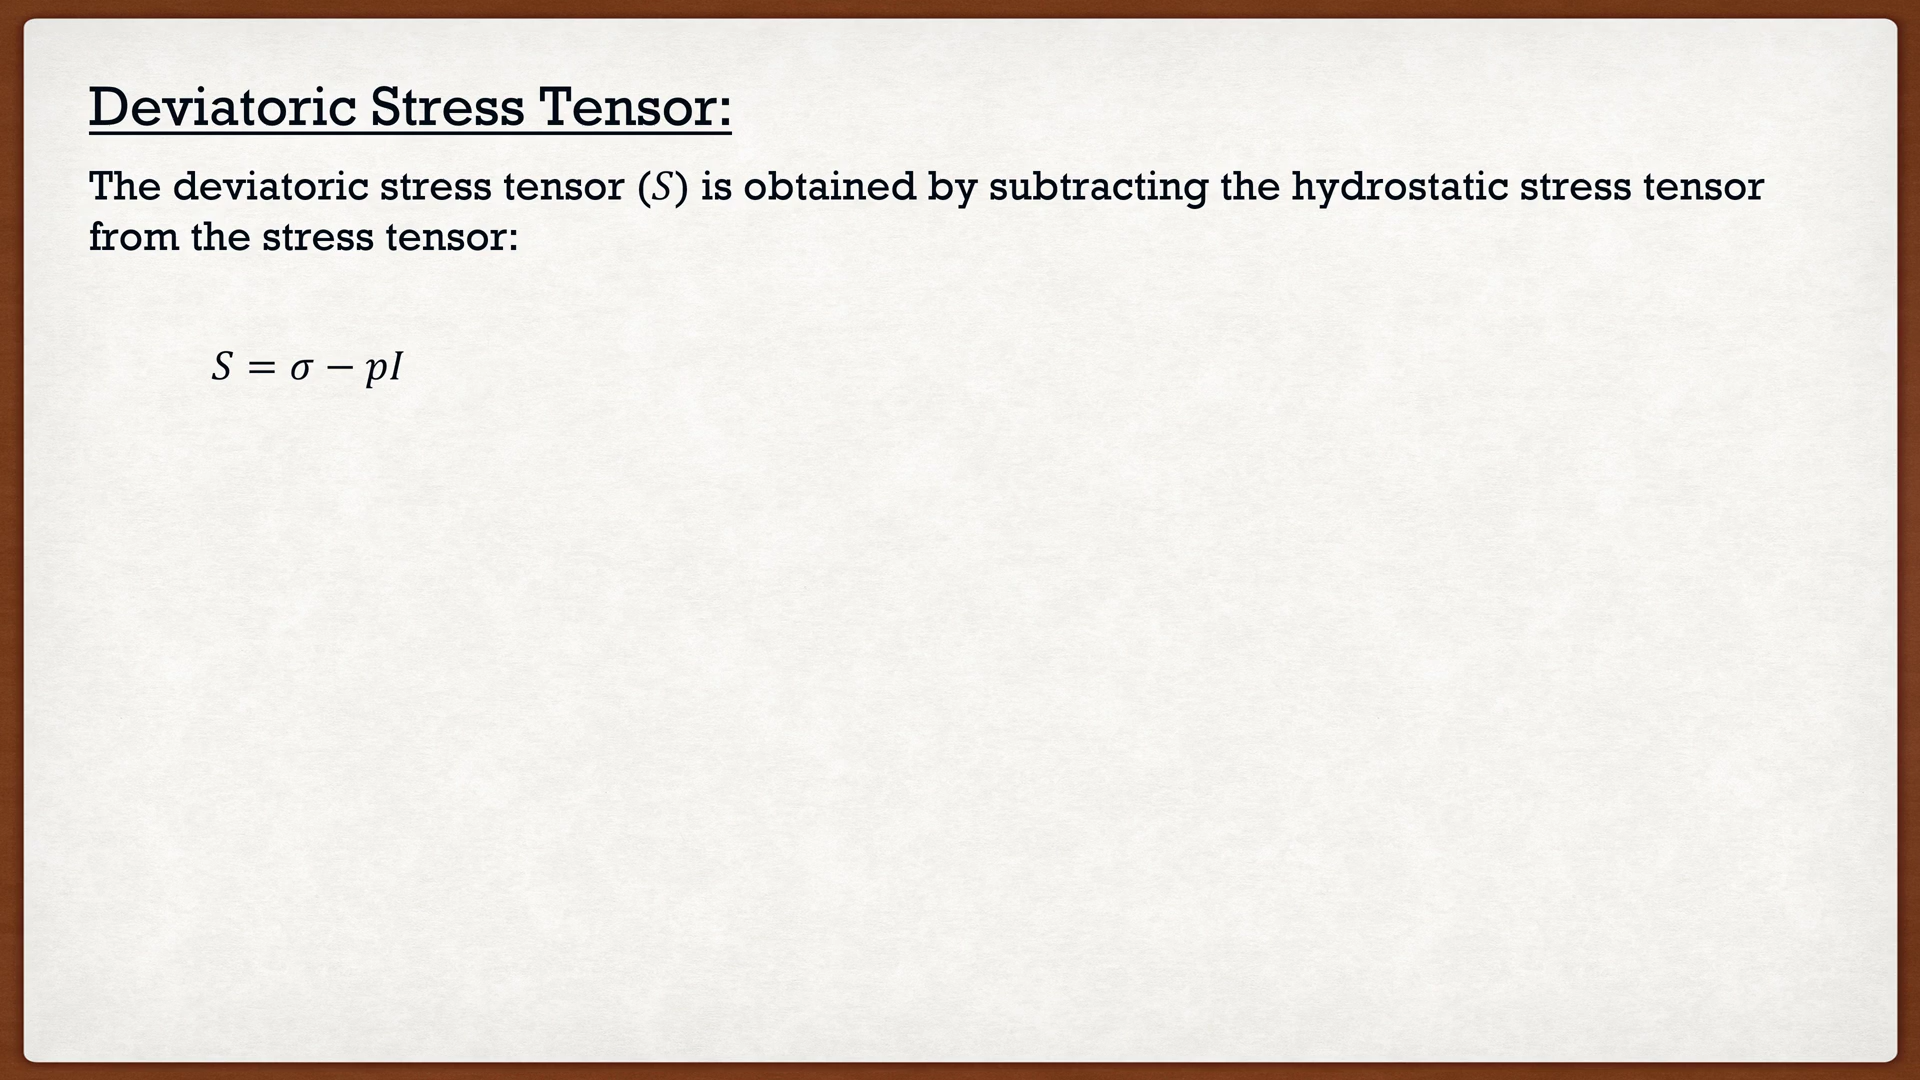 Deviatoric Stress Tensor:
The deviatoric stress tensor (𝑆) is obtained by subtracting the hydrostatic stress tensor
from the stress tensor:
𝑆 = 𝜎 − 𝑝𝐼